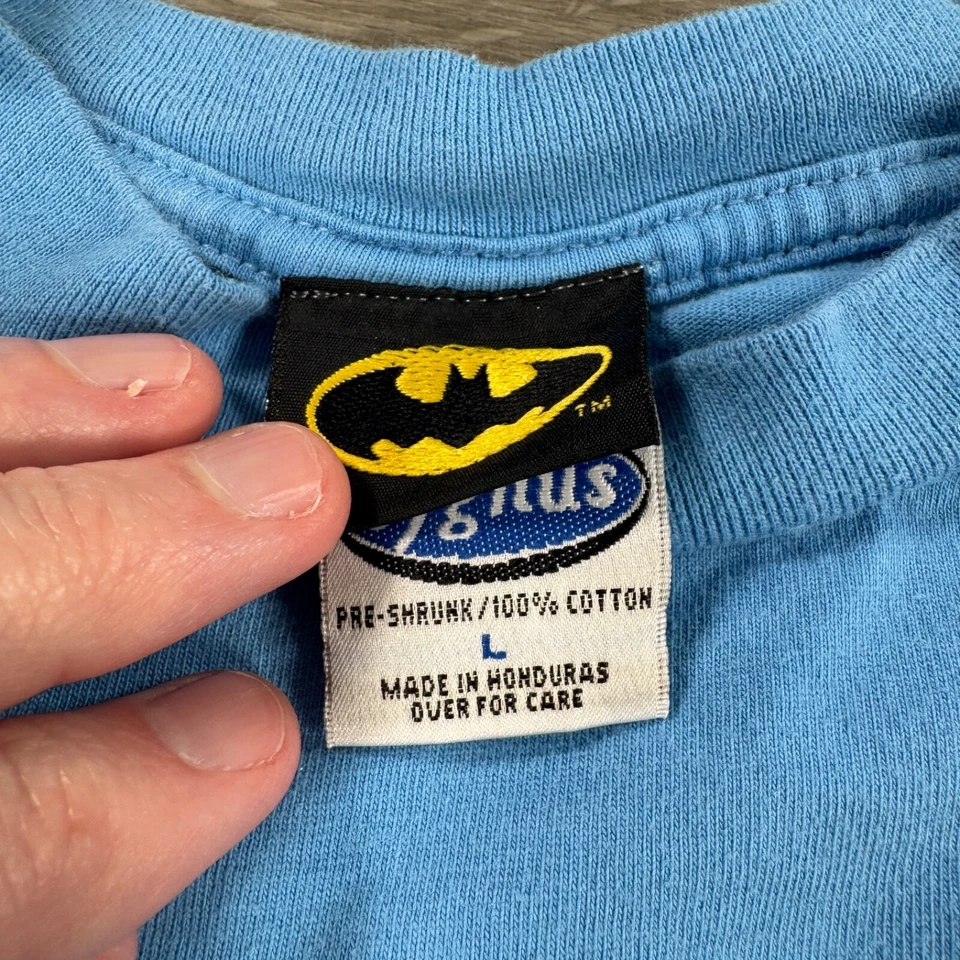 TM
PRE-SHRUNK/100% COTTON
L
MADE IN HONDURAS
OVER FOR CARE